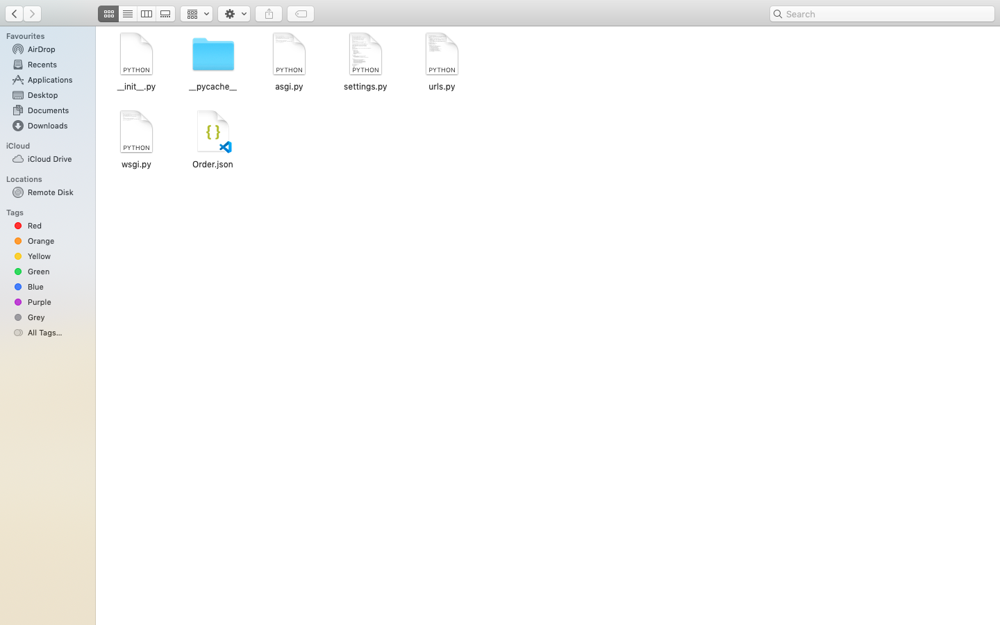 Search
Favourites
AirDrop
Recents
Applications
Desktop
Documents
Downloads
iCloud
iCloud Drive
Locations
Remote Disk
Tags
Red
Orange
Yellow
Green
Blue
Purple
Grey
All Tags...
PYTHON PYTHON PYTHON PYTHON
__init__.py __pycache__ asgi.py settings.py urls.py
PYTHON { }
wsgi.py Order.json